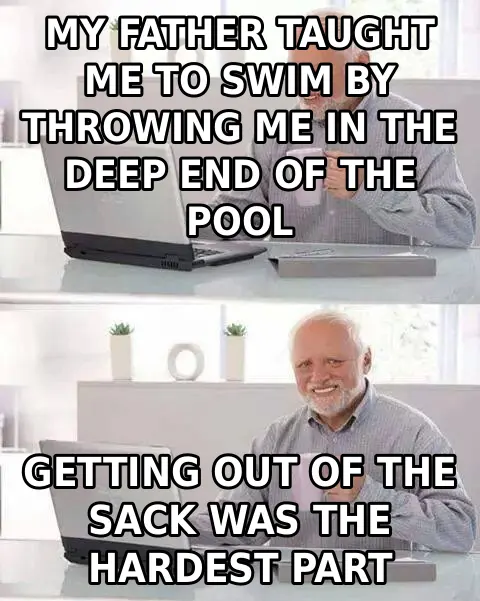 MY FATHER TAUGHT
ME TO SWIM BY
THROWING ME IN THE
DEEP END OF THE
POOL
GETTING OUT OF THE
SACK WAS THE
HARDEST PART